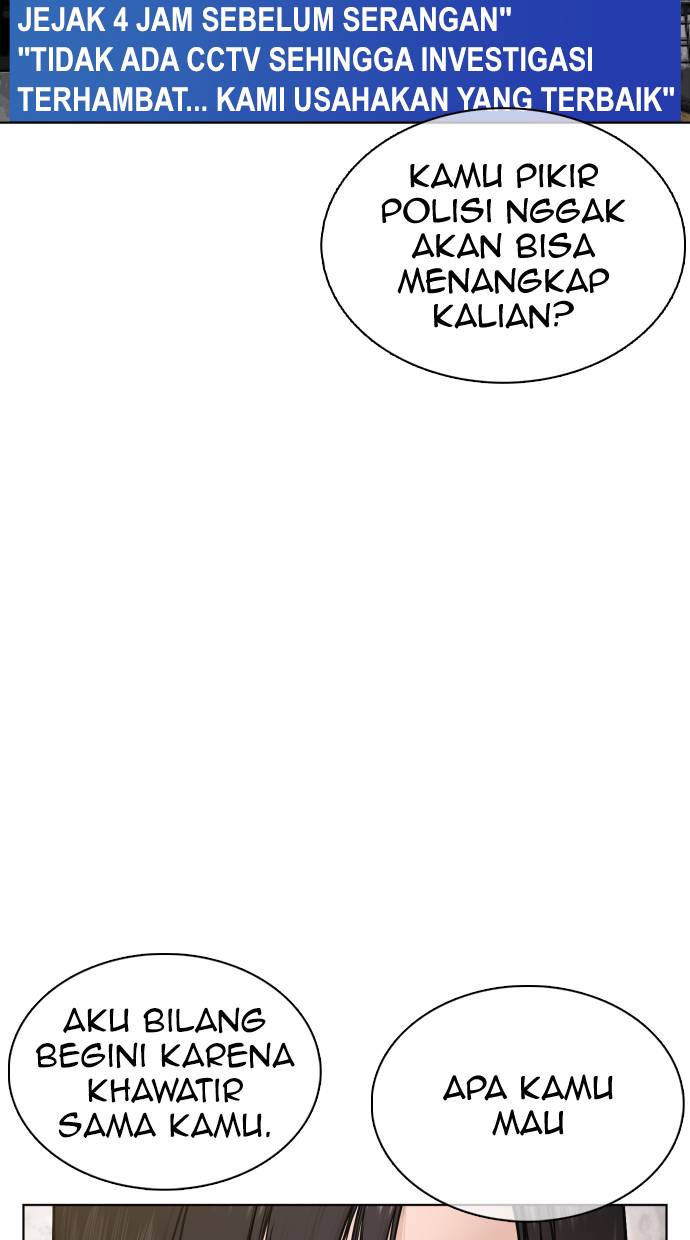 JEJAK 4 JAM SEBELUM SERANGAN"
"TIDAK ADA CCTV SEHINGGA INVESTIGASI
TERHAMBAT... KAMI USAHAKAN YANG TERBAIK"
KAMU PIKIR
POLISI NGGAK
AKAN BISA
MENANGKAP
KALIAN?
AKU BILANG
BEGINI KARENA
KHAWATIR
SAMA KAMU.
APA KAMU
MAU